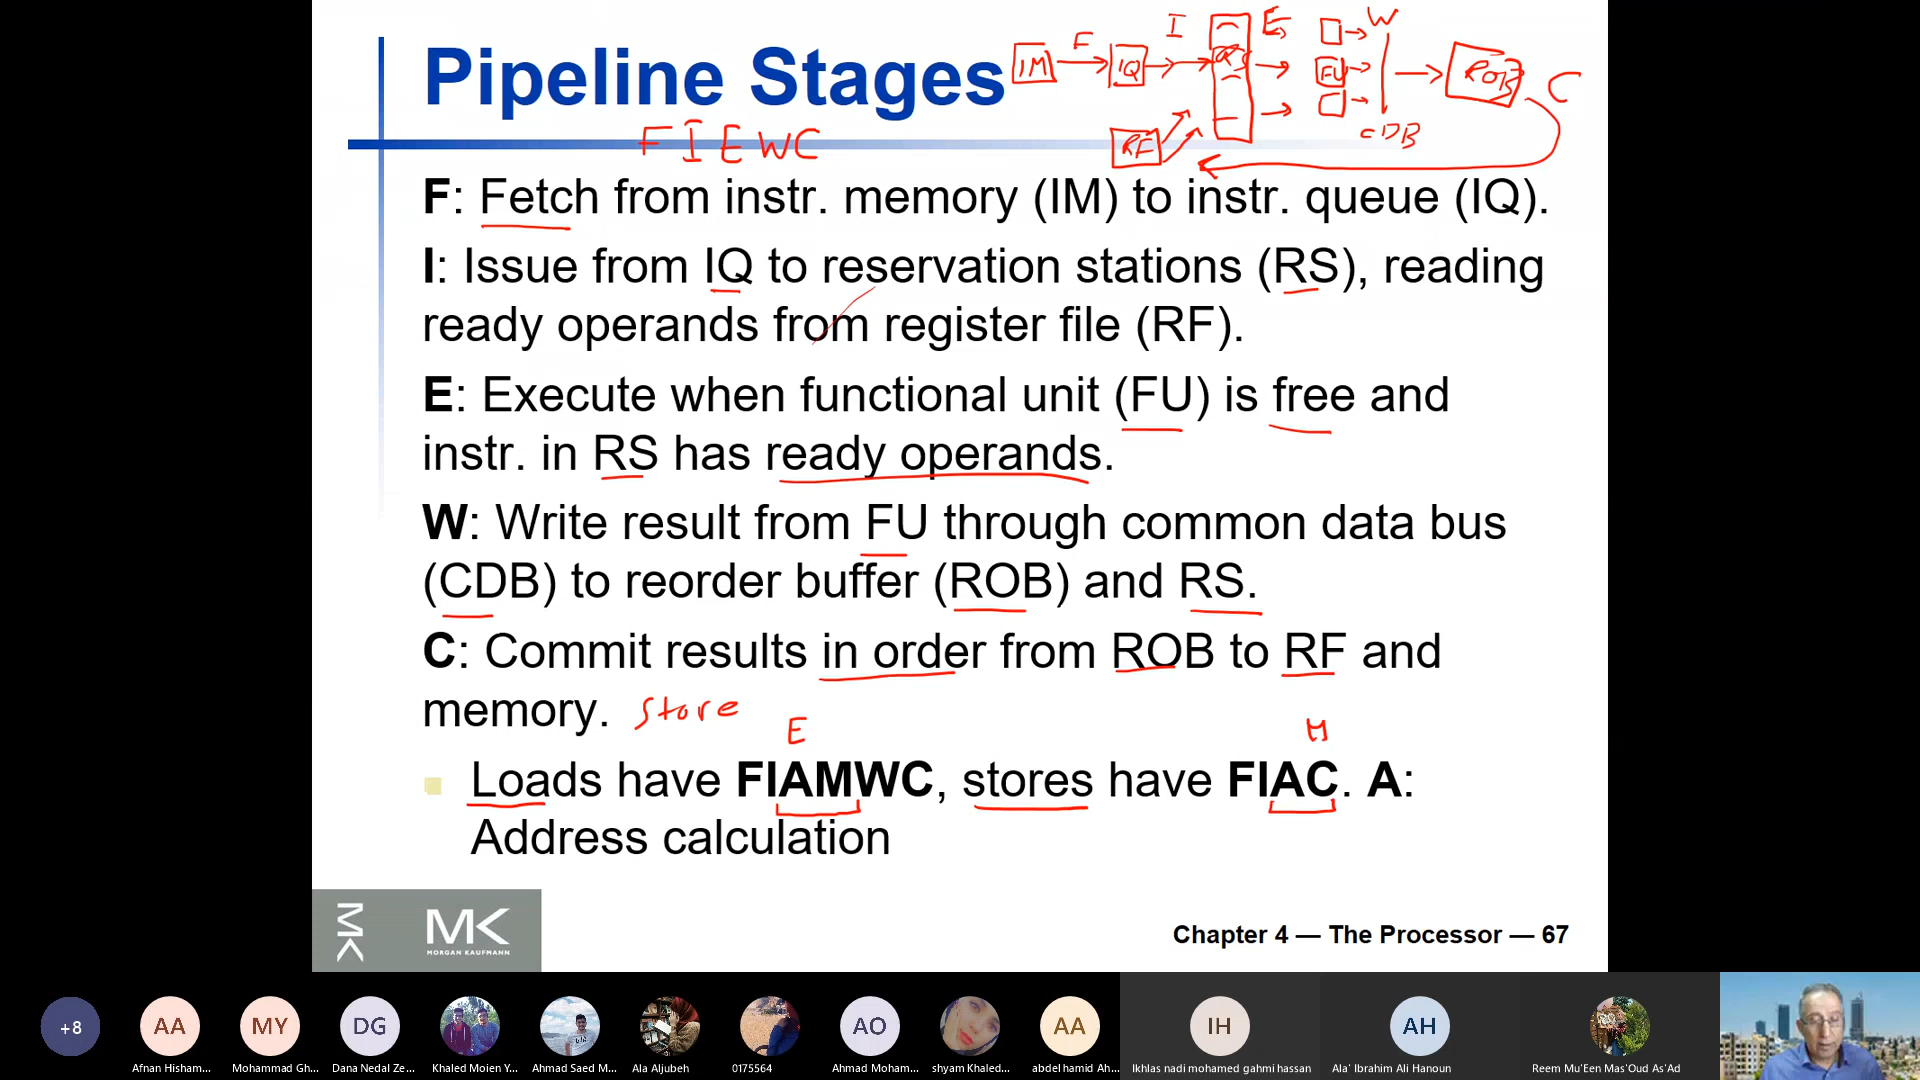 Pipeline Stages
IM F IQ I RS E FU W CDB ROB C
RF
F I E W C
F: Fetch from instr. memory (IM) to instr. queue (IQ).
I: Issue from IQ to reservation stations (RS), reading
ready operands from register file (RF).
E: Execute when functional unit (FU) is free and
instr. in RS has ready operands.
W: Write result from FU through common data bus
(CDB) to reorder buffer (ROB) and RS.
C: Commit results in order from ROB to RF and
memory. store
E M
Loads have FIAMWC, stores have FIAC. A:
Address calculation
MK MK
MORGAN KAUFMANN
Chapter 4 — The Processor — 67
+8 AA MY DG AO AA IH AH
Afnan Hisham... Mohammad Gh... Dana Nedal Ze... Khaled Moien Y... Ahmad Saed M... Ala Aljubeh 0175564 Ahmad Moham... shyam Khaled... abdel hamid Ah... Ikhlas nadi mohamed gahmi hassan Ala' Ibrahim Ali Hanoun Reem Mu'Een Mas'Oud As'Ad